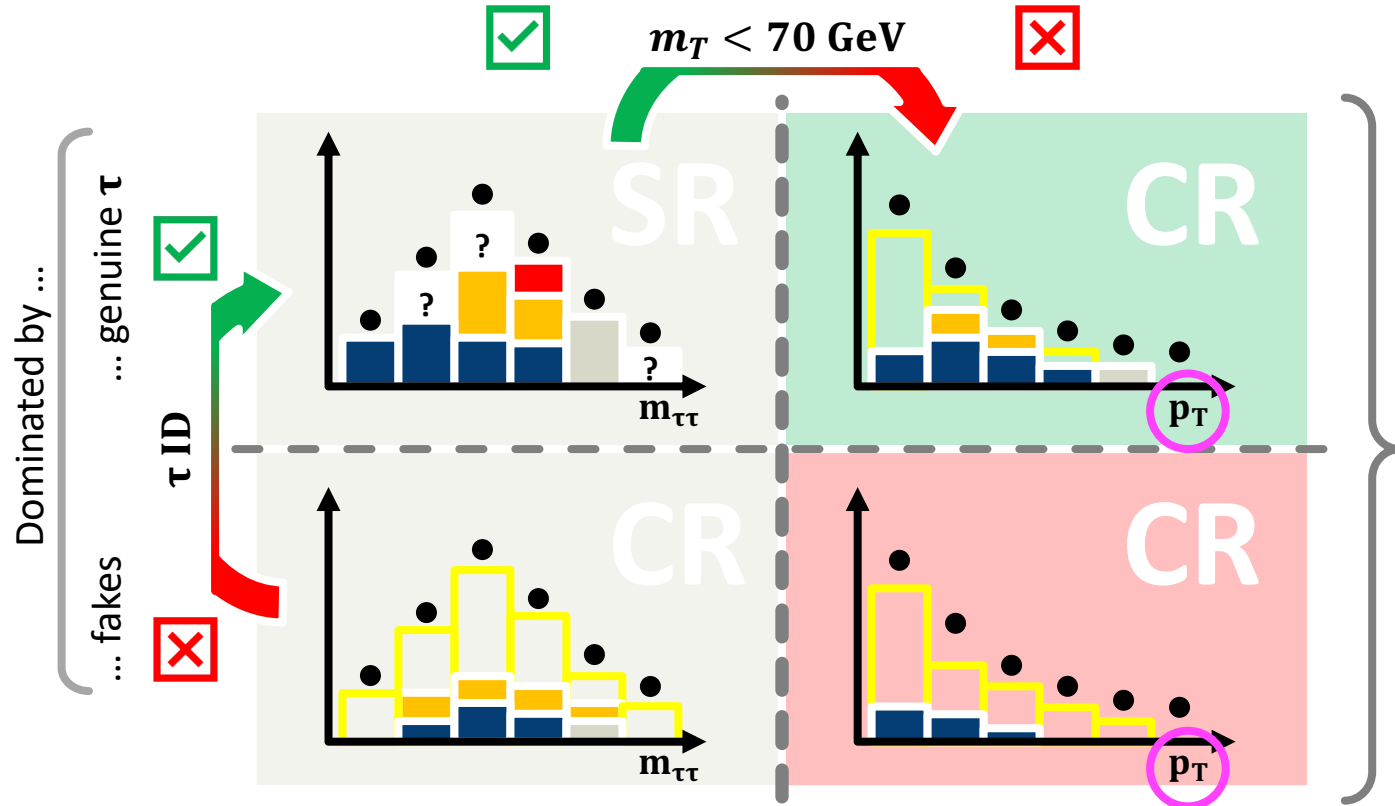 m_T < 70 GeV
Dominated by ...
... genuine τ
... fakes
τ ID
SR
?
?
?
m_ττ
CR
p_T
CR
m_ττ
CR
p_T